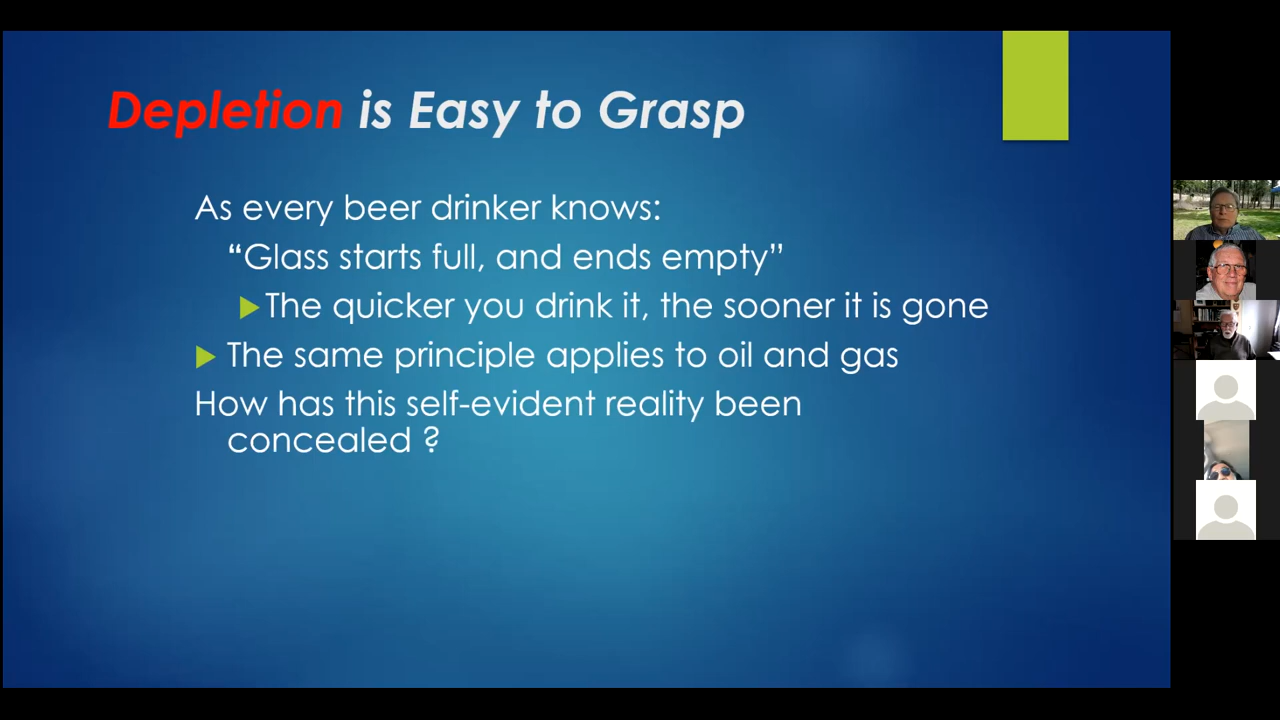 Depletion is Easy to Grasp
As every beer drinker knows:
“Glass starts full, and ends empty”
The quicker you drink it, the sooner it is gone
The same principle applies to oil and gas
How has this self-evident reality been
concealed ?